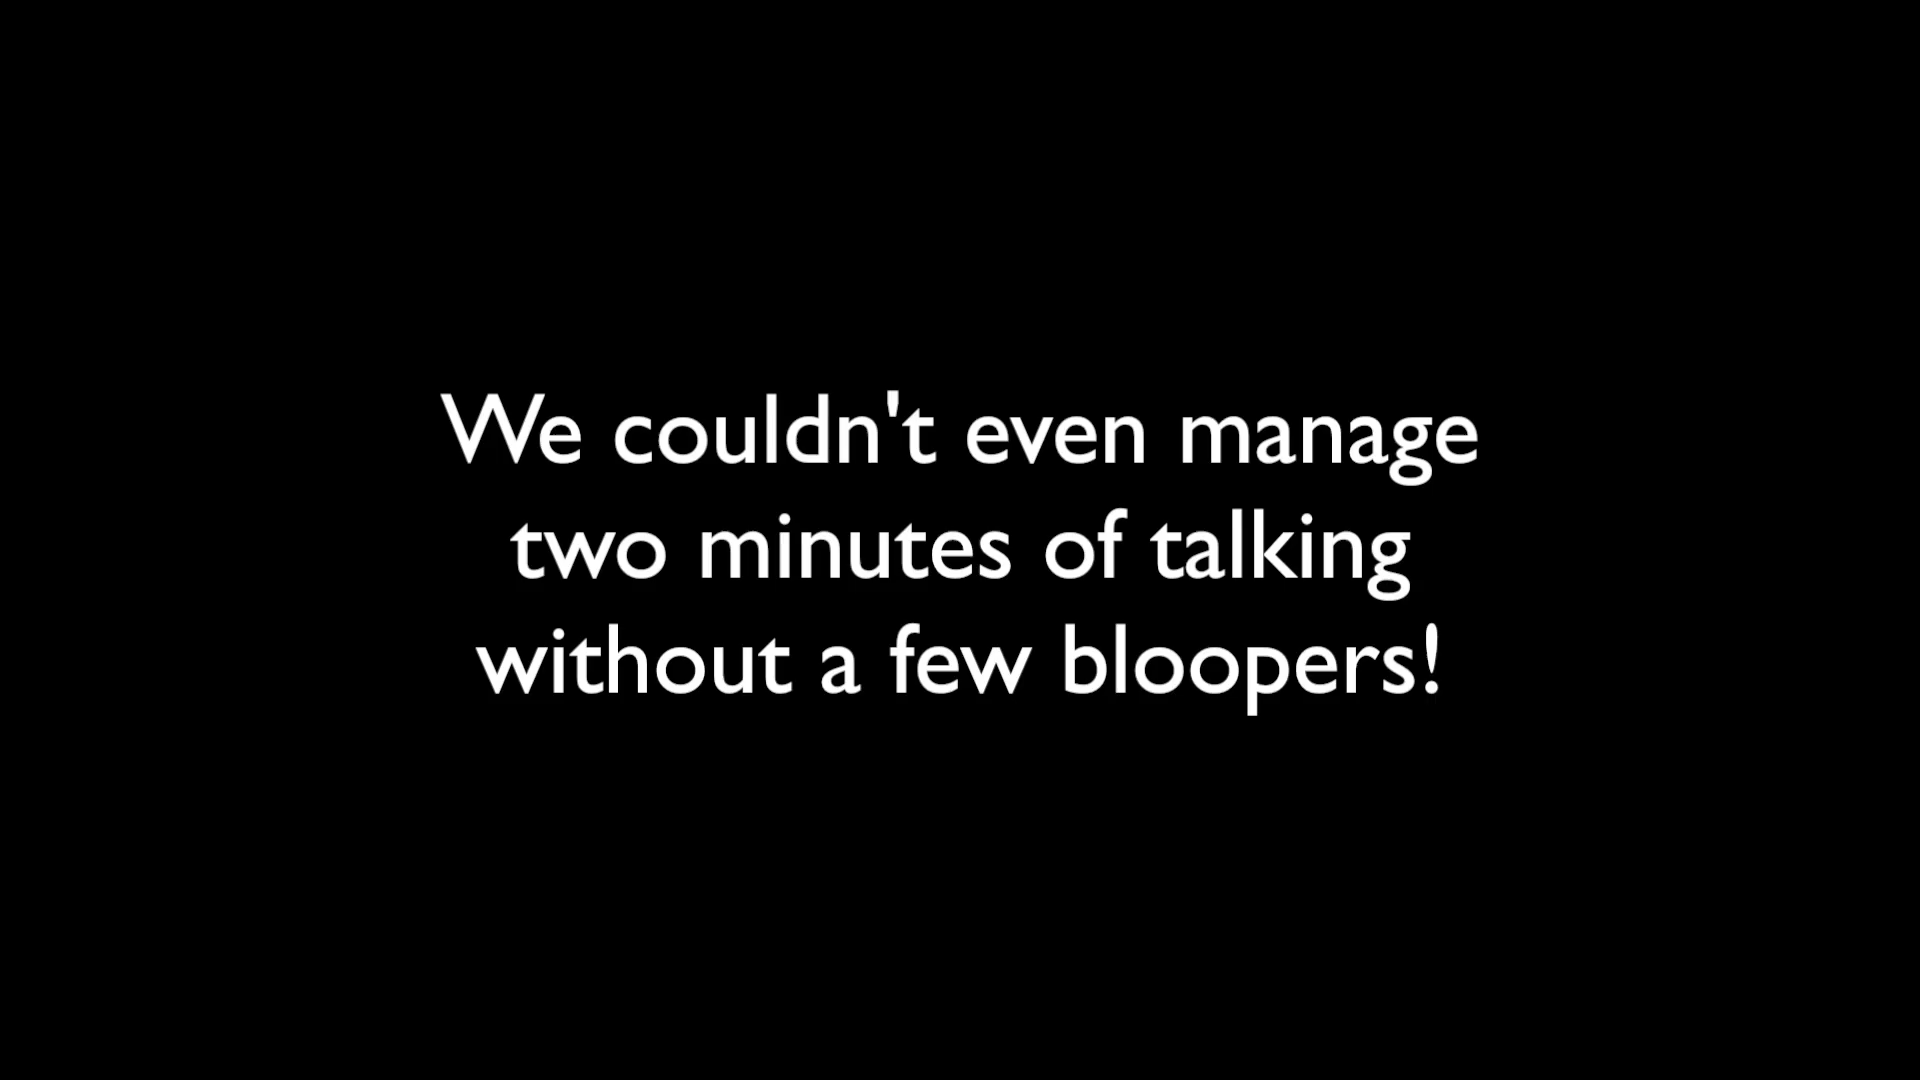 We couldn't even manage
two minutes of talking
without a few bloopers!